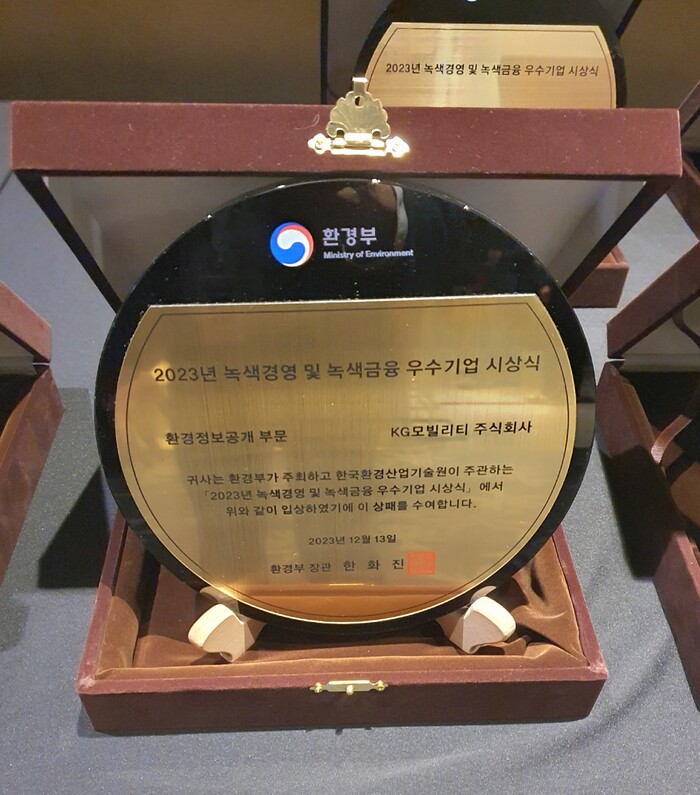 2023년 녹색경영 및 녹색금융 우수기업 시상식
환경부
Ministry of Environment
2023년 녹색경영 및 녹색금융 우수기업 시상식
환경정보공개 부문 KG모빌리티 주식회사
귀사는 환경부가 주최하고 한국환경산업기술원이 주관하는
「2023년 녹색경영 및 녹색금융 우수기업 시상식」에서
위와 같이 입상하였기에 이 상패를 수여합니다.
2023년 12월 13일
환경부 장관 한 화 진